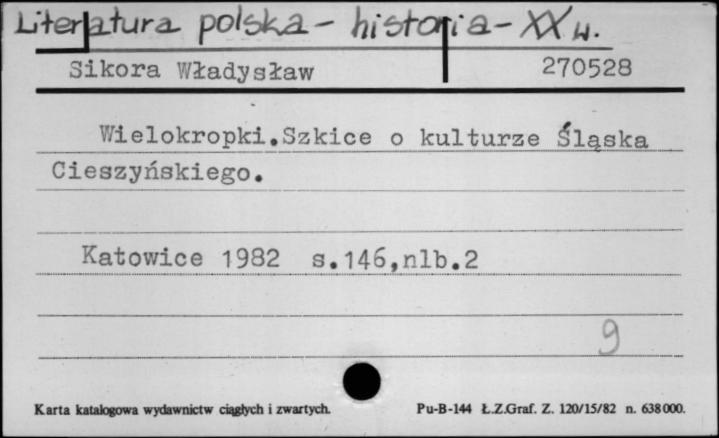 Literatura polska - historia - XX w.
Sikora Władysław 270528
Wielokropki.Szkice o kulturze Śląska
Cieszyńskiego.
Katowice 1982 s.146,nlb.2
9
Karta katalogowa wydawnictw ciągłych i zwartych. Pu-B-144 Ł.Z.Graf. Z. 120/15/82 n. 638000.